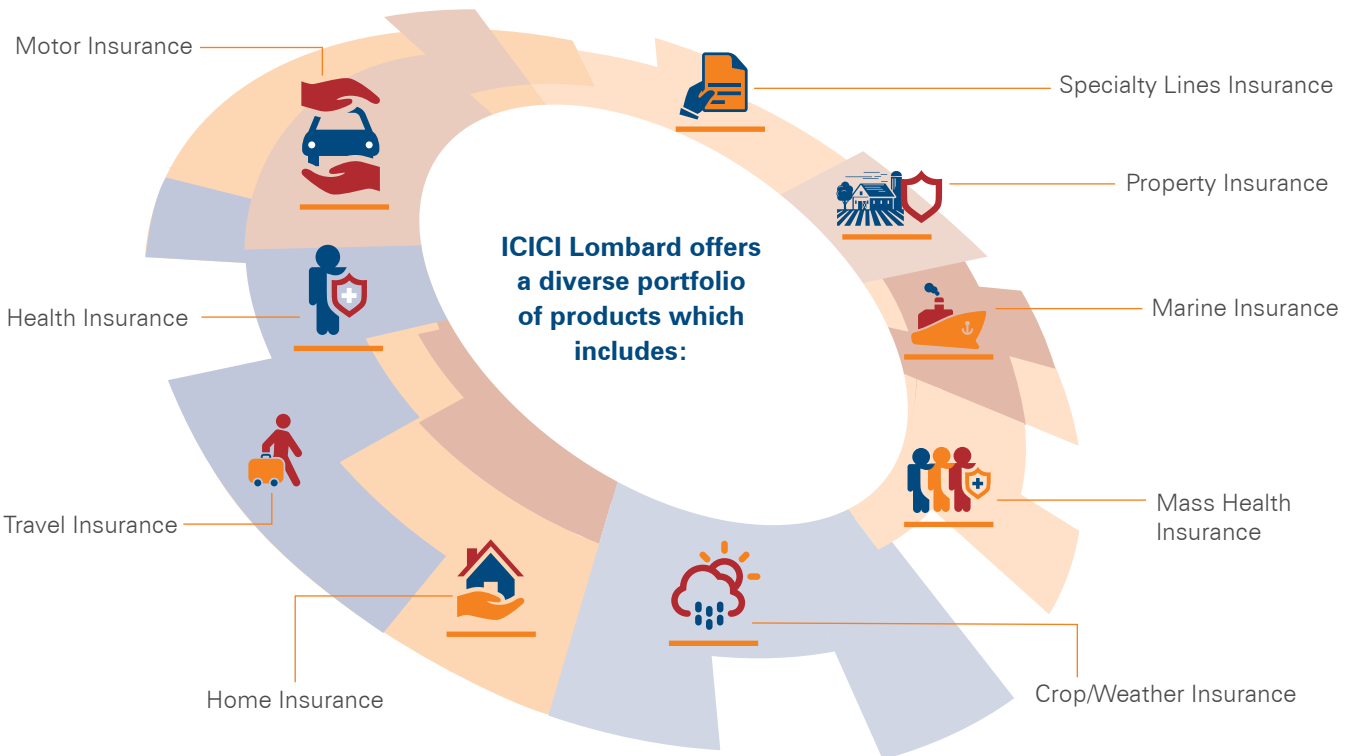 Motor Insurance
Specialty Lines Insurance
Property Insurance
ICICI Lombard offers
a diverse portfolio
of products which
includes:
Health Insurance
Marine Insurance
Travel Insurance
Mass Health
Insurance
Home Insurance
Crop/Weather Insurance